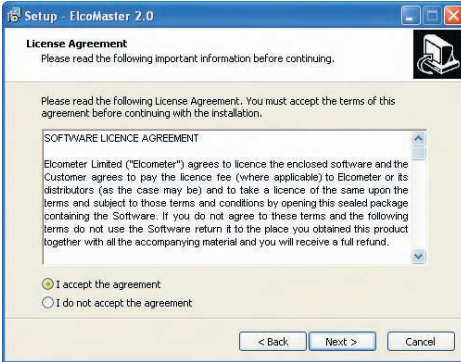 Setup - ElcoMaster 2.0
License Agreement
Please read the following important information before continuing.
Please read the following License Agreement. You must accept the terms of this
agreement before continuing with the installation.
SOFTWARE LICENCE AGREEMENT
Elcometer Limited ("Elcometer") agrees to licence the enclosed software and the
Customer agrees to pay the licence fee (where applicable) to Elcometer or its
distributors (as the case may be) and to take a licence of the same upon the
terms and subject to those terms and conditions by opening this sealed package
containing the Software. If you do not agree to these terms and the following
terms do not use the Software return it to the place you obtained this product
together with all the accompanying material and you will receive a full refund.
I accept the agreement
I do not accept the agreement
< Back Next > Cancel